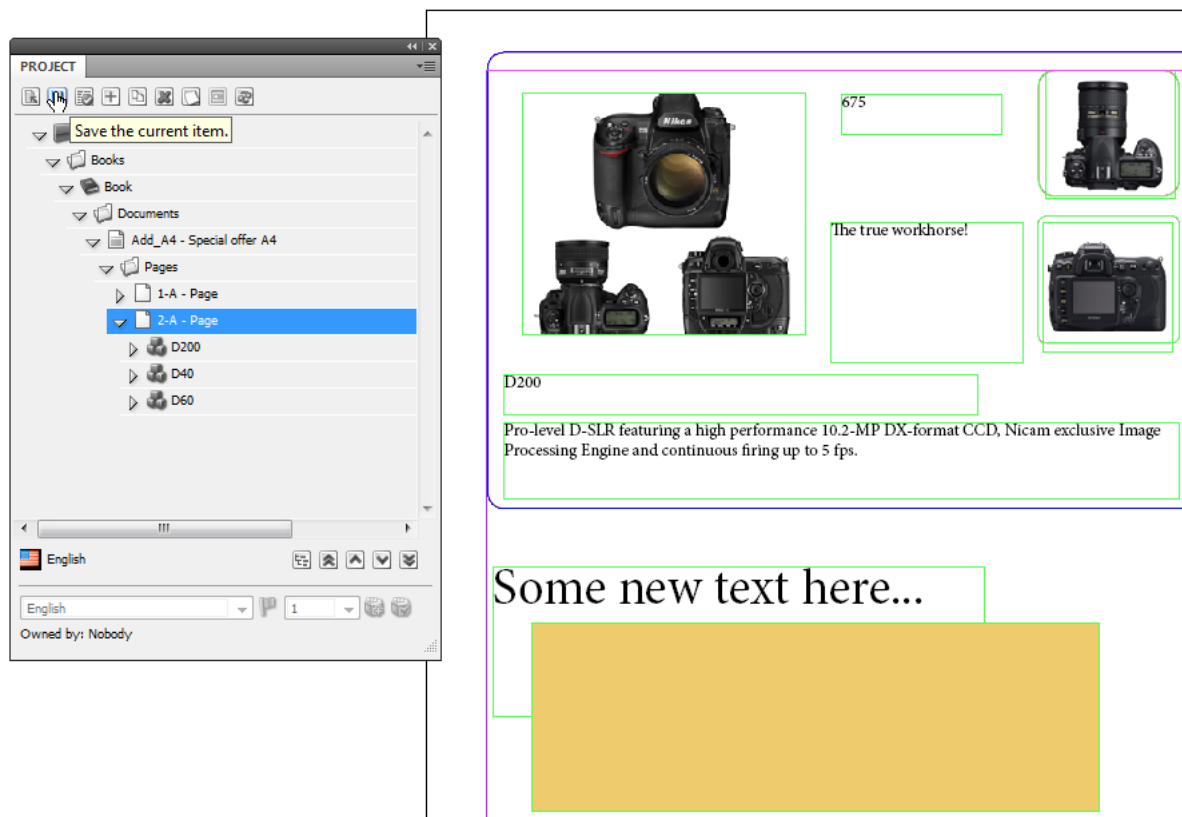 PROJECT
Save the current item.
Books
Book
Documents
Add_A4 - Special offer A4
Pages
1-A - Page
2-A - Page
D200
D40
D60
English
English
1
Owned by: Nobody
Nikon
675
The true workhorse!
D200
Pro-level D-SLR featuring a high performance 10.2-MP DX-format CCD, Nicam exclusive Image
Processing Engine and continuous firing up to 5 fps.
Some new text here...